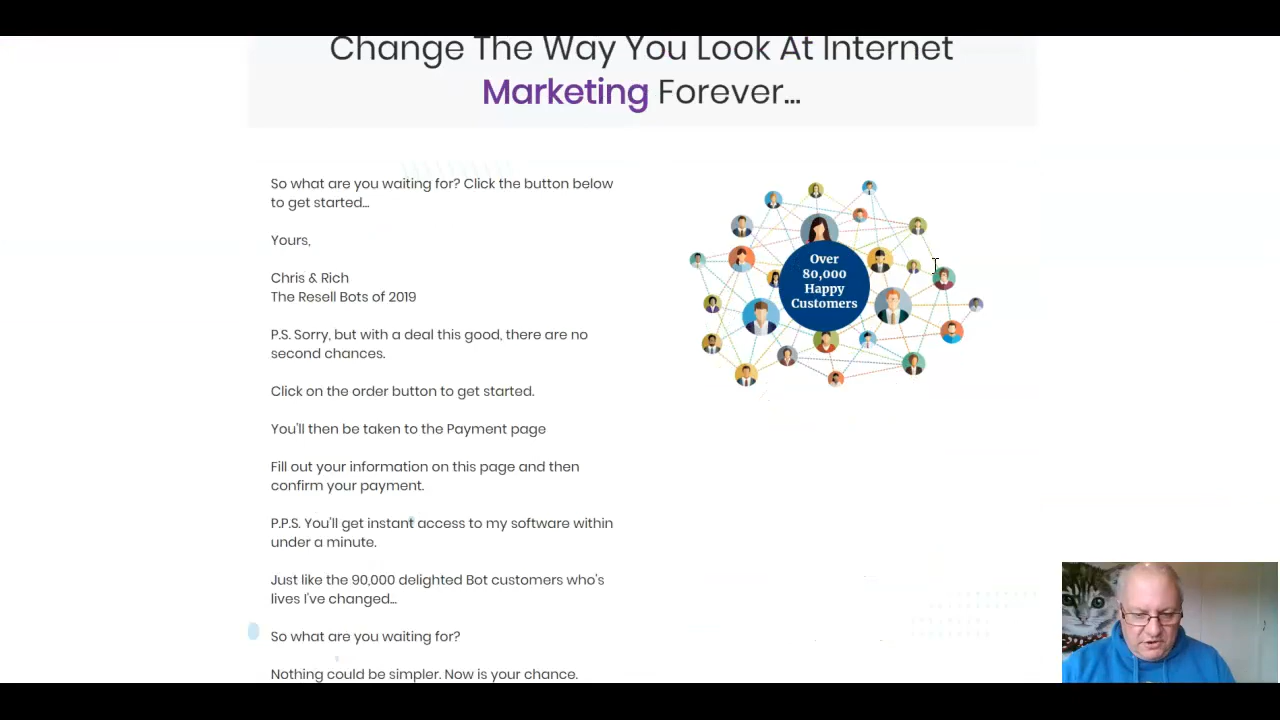 Change The Way You Look At Internet
Marketing Forever...
So what are you waiting for? Click the button below
to get started...
Yours,
Chris & Rich
The Resell Bots of 2019
P.S. Sorry, but with a deal this good, there are no
second chances.
Click on the order button to get started.
You'll then be taken to the Payment page
Fill out your information on this page and then
confirm your payment.
P.P.S. You'll get instant access to my software within
under a minute.
Just like the 90,000 delighted Bot customers who's
lives I've changed...
So what are you waiting for?
Nothing could be simpler. Now is your chance.
Over
80,000
Happy
Customers